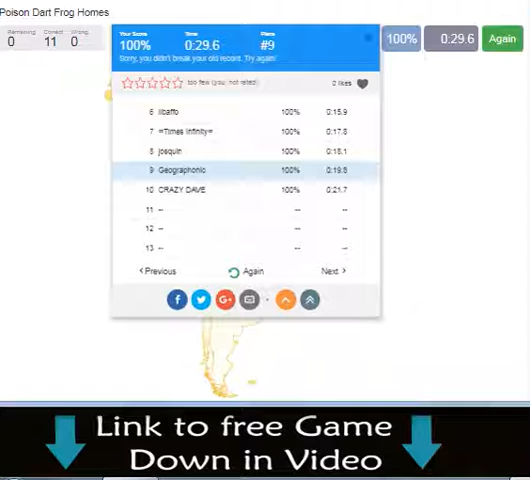 Poison Dart Frog Homes
Remaining Correct Wrong
0 11 0
Your Score Time Place
100% 0:29.6 #9
Sorry, you didn't break your old record. Try again!
100% 0:29.6 Again
too few (you, not rated) 0 likes
6 libaffo 100% 0:15.9
7 =Times Infinity= 100% 0:17.8
8 josquin 100% 0:18.1
9 Geographonic 100% 0:19.8
10 CRAZY DAVE 100% 0:21.7
11 -- -- --
12 -- -- --
13 -- -- --
‹ Previous Again Next ›
f G+
Link to free Game
Down in Video